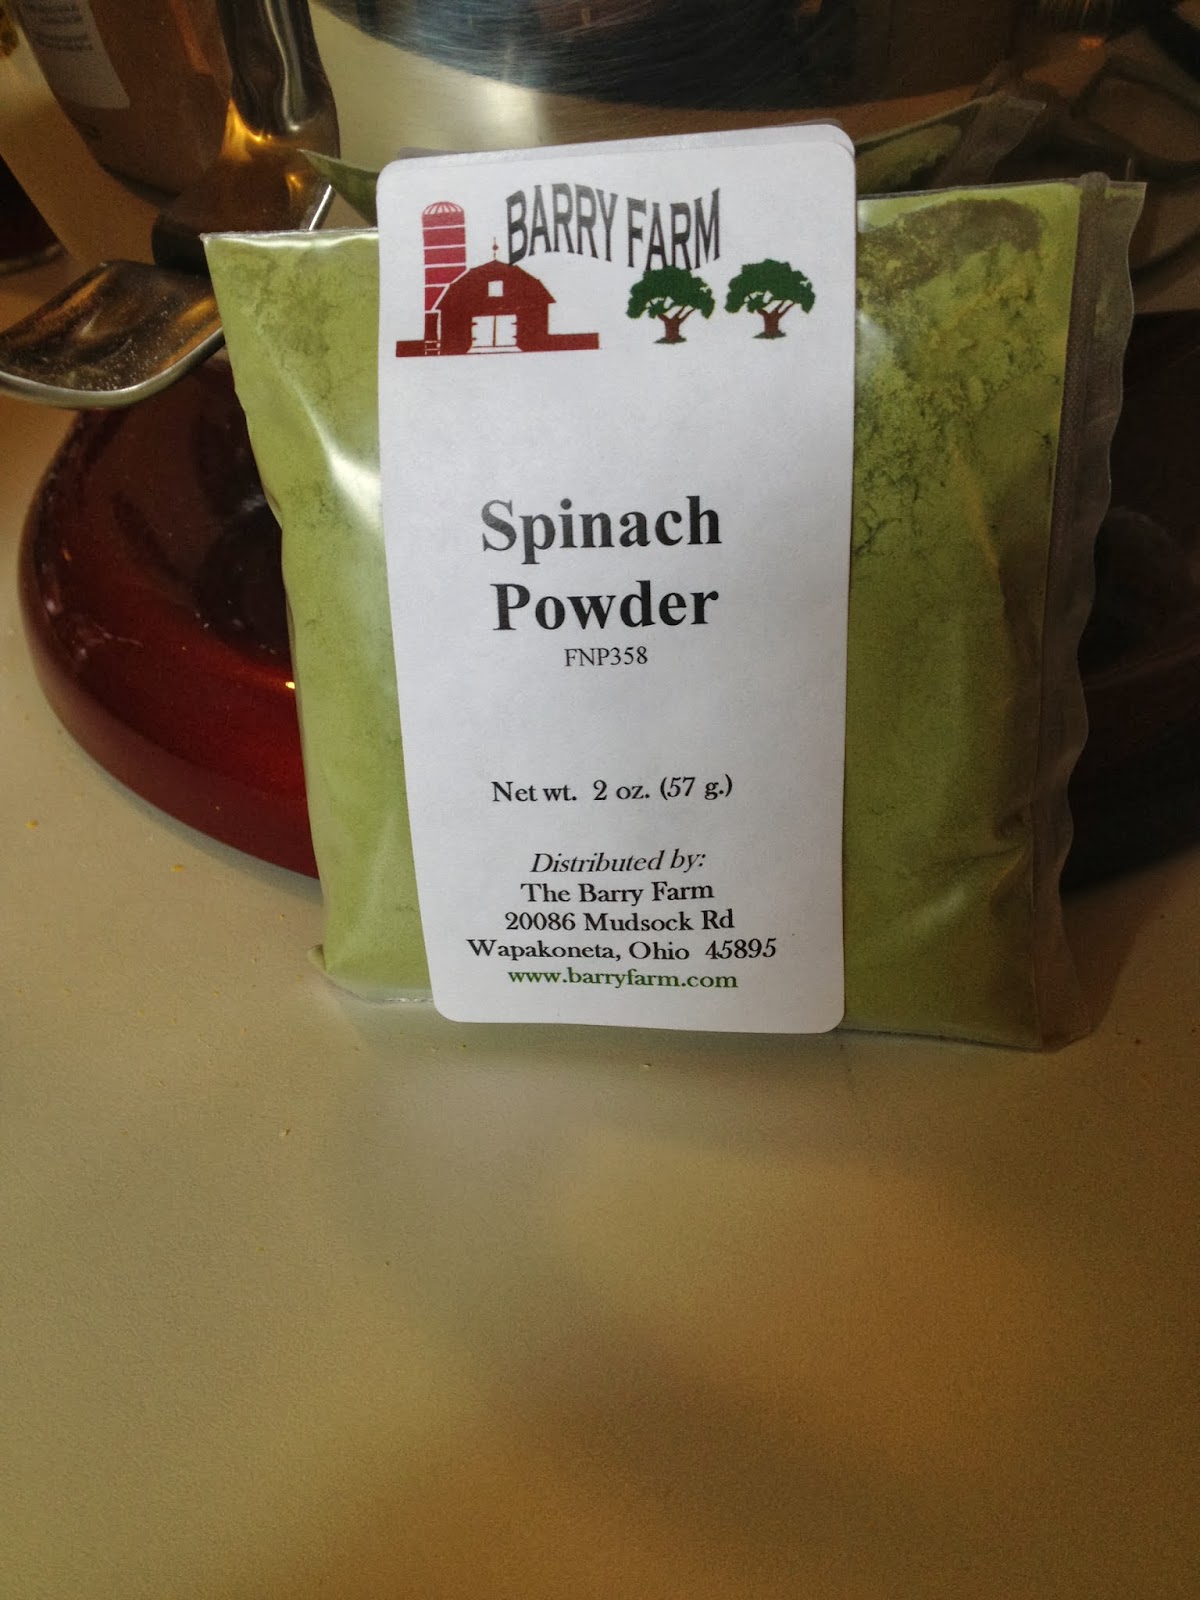 BARRY FARM
Spinach
Powder
FNP358
Net wt. 2 oz. (57 g.)
Distributed by:
The Barry Farm
20086 Mudsock Rd
Wapakoneta, Ohio 45895
www.barryfarm.com